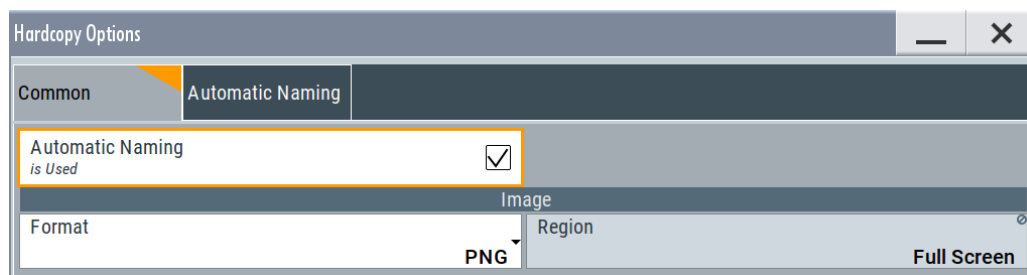 Hardcopy Options
Common
Automatic Naming
Automatic Naming
is Used
Image
Format
PNG
Region
Full Screen